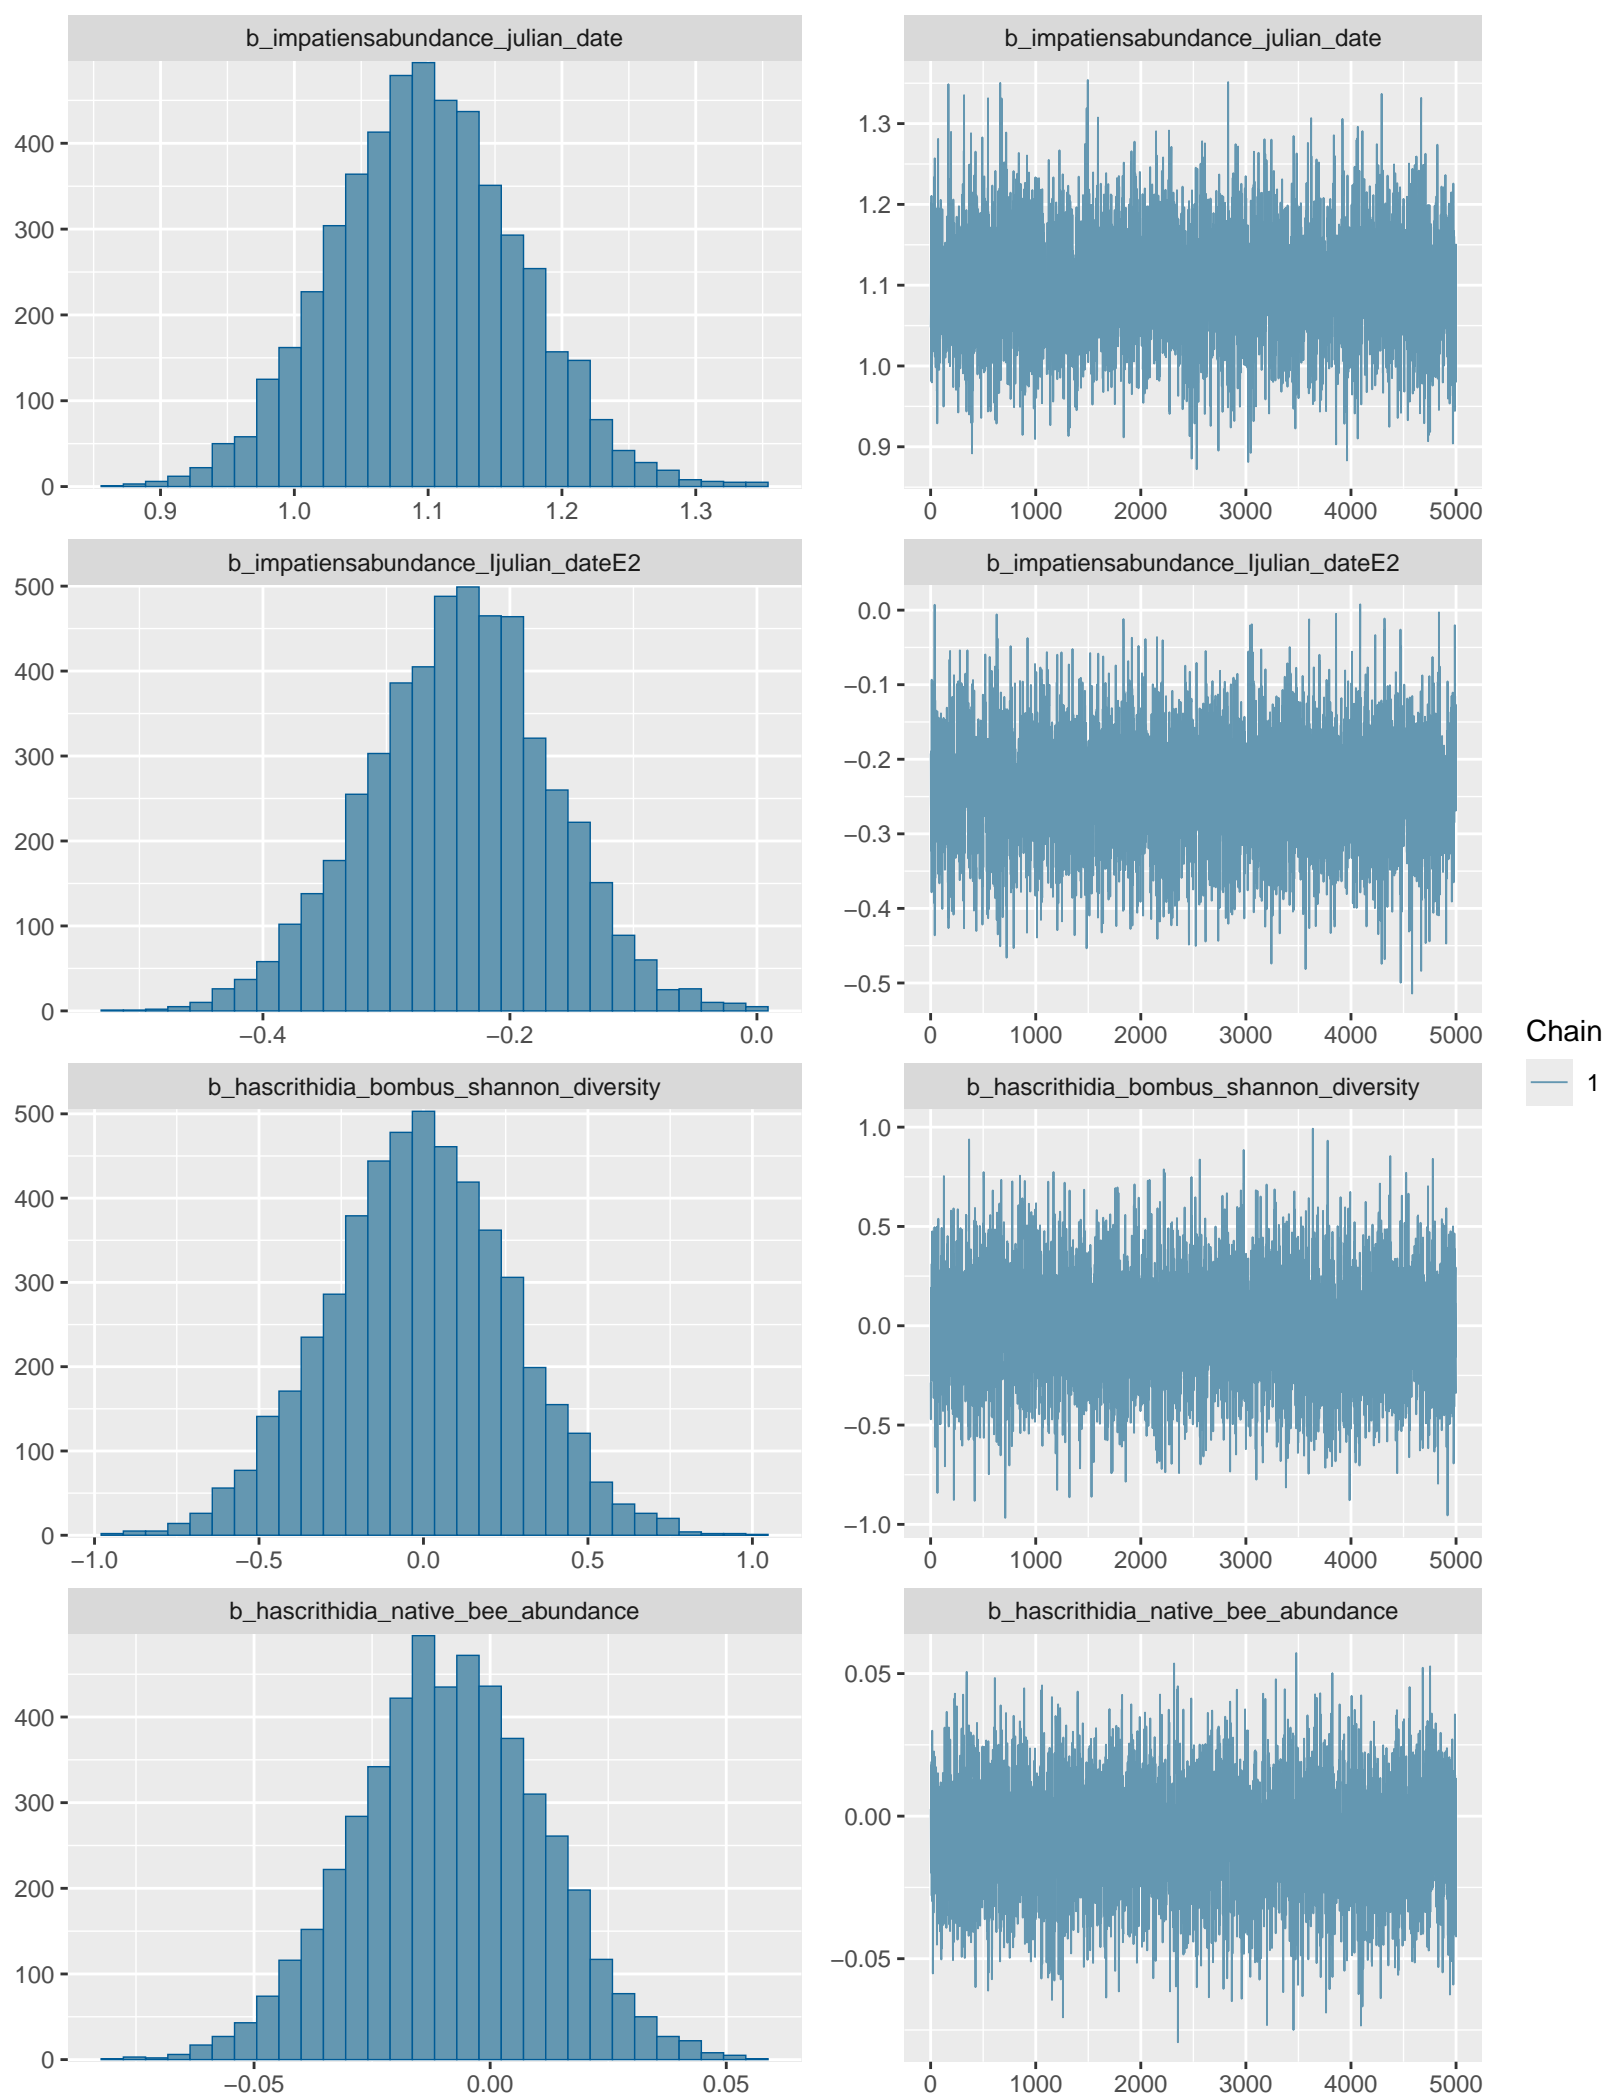 b_impatiensabundance_julian_date
b_impatiensabundance_julian_date
400
300
200
100
0
0.9 1.0 1.1 1.2 1.3
1.3
1.2
1.1
1.0
0.9
0 1000 2000 3000 4000 5000
b_impatiensabundance_Ijulian_dateE2
b_impatiensabundance_Ijulian_dateE2
500
400
300
200
100
0
−0.4 −0.2 0.0
0.0
−0.1
−0.2
−0.3
−0.4
−0.5
0 1000 2000 3000 4000 5000
Chain
1
b_hascrithidia_bombus_shannon_diversity
b_hascrithidia_bombus_shannon_diversity
500
400
300
200
100
0
−1.0 −0.5 0.0 0.5 1.0
1.0
0.5
0.0
−0.5
−1.0
0 1000 2000 3000 4000 5000
b_hascrithidia_native_bee_abundance
b_hascrithidia_native_bee_abundance
400
300
200
100
0
−0.05 0.00 0.05
0.05
0.00
−0.05
0 1000 2000 3000 4000 5000